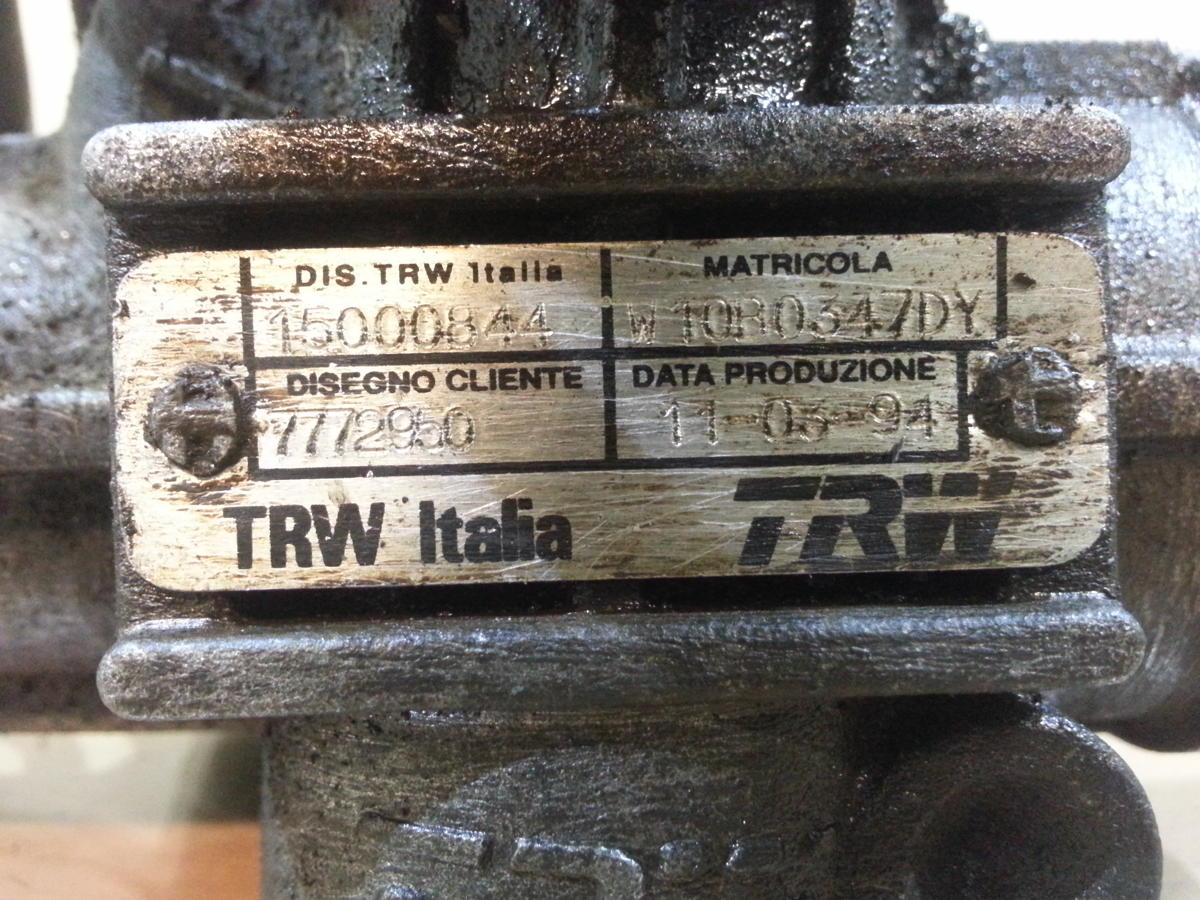 DIS. TRW Italia MATRICOLA
15000844 W10R0347DY
DISEGNO CLIENTE DATA PRODUZIONE
7772950 11-03-94
TRW Italia TRW